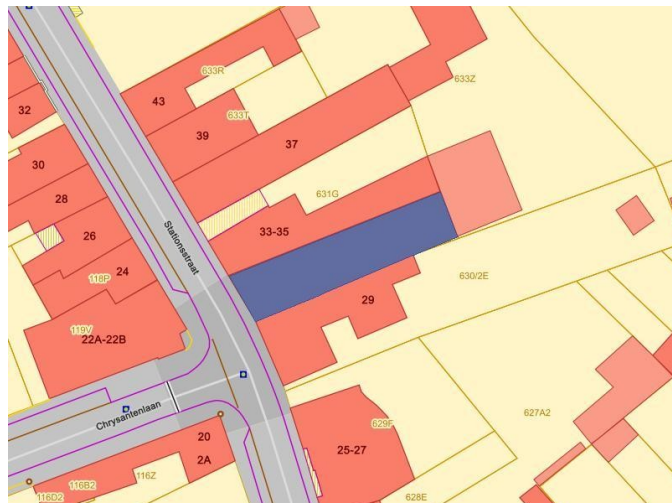 633R
633Z
43
32
633T
39
37
30
28
631G
26
33-35
Stationsstraat
24
118P
630/2E
29
22A-22B
119V
Chrysantenlaan
627A2
629F
20
25-27
2A
116Z
116B2
116D2
628E